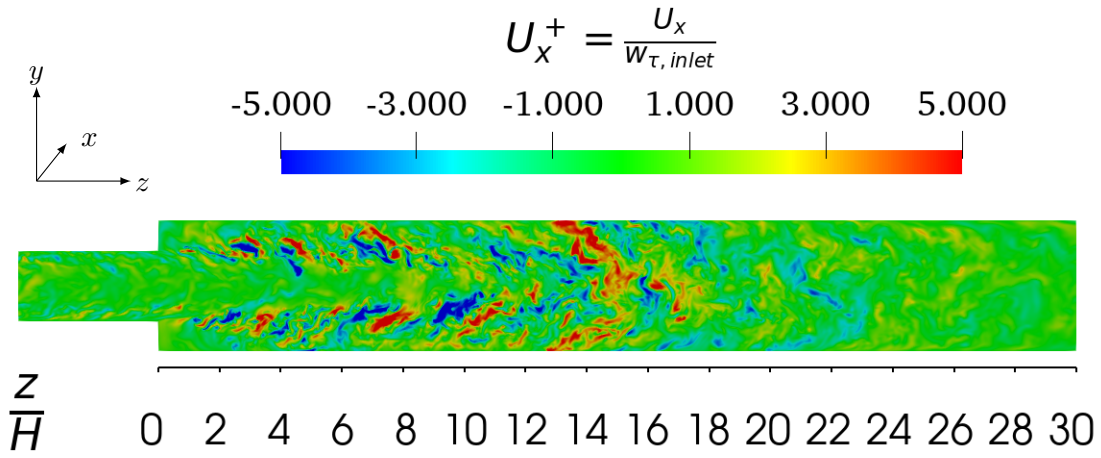 U_x^+ = U_x / w_{τ, inlet}
y
x
z
-5.000 -3.000 -1.000 1.000 3.000 5.000
z/H
0 2 4 6 8 10 12 14 16 18 20 22 24 26 28 30